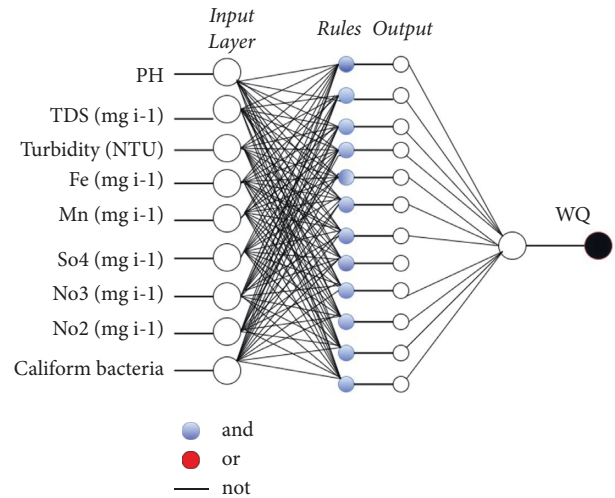 Input
Layer
Rules
Output
PH
TDS (mg i-1)
Turbidity (NTU)
Fe (mg i-1)
Mn (mg i-1)
So4 (mg i-1)
No3 (mg i-1)
No2 (mg i-1)
Caliform bacteria
WQ
and
or
not